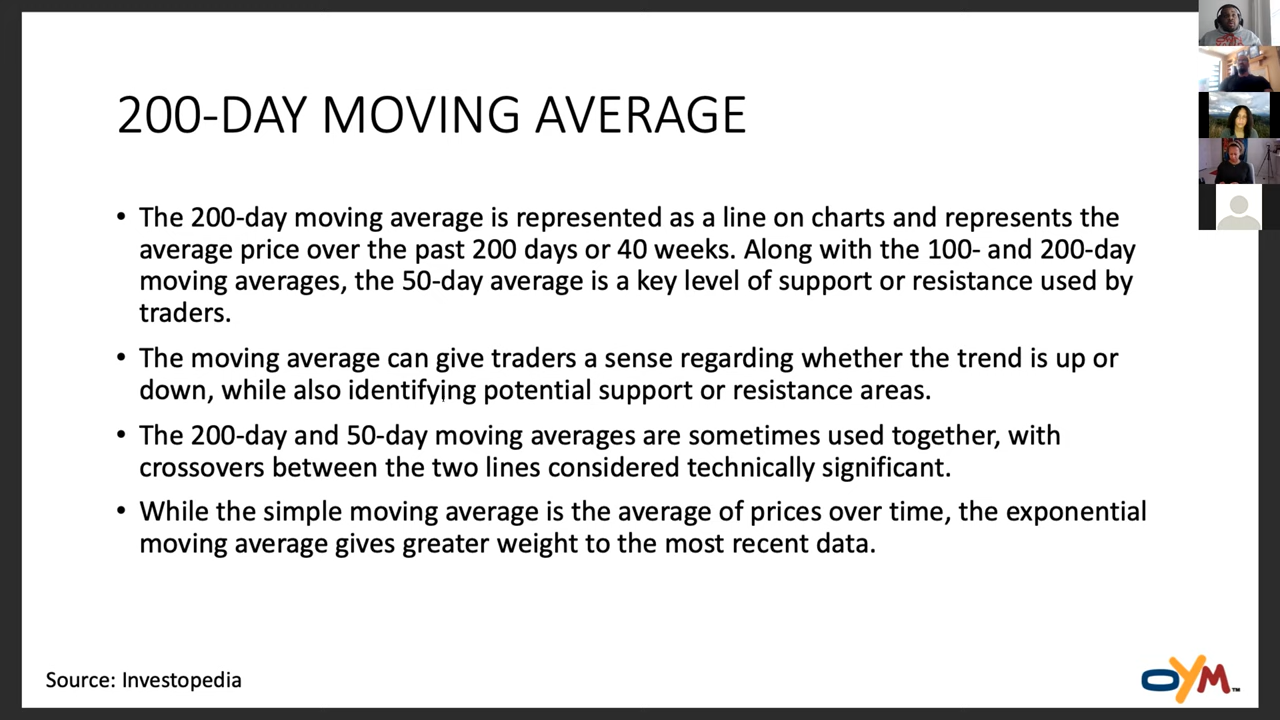 200-DAY MOVING AVERAGE
• The 200-day moving average is represented as a line on charts and represents the
average price over the past 200 days or 40 weeks. Along with the 100- and 200-day
moving averages, the 50-day average is a key level of support or resistance used by
traders.
• The moving average can give traders a sense regarding whether the trend is up or
down, while also identifying potential support or resistance areas.
• The 200-day and 50-day moving averages are sometimes used together, with
crossovers between the two lines considered technically significant.
• While the simple moving average is the average of prices over time, the exponential
moving average gives greater weight to the most recent data.
Source: Investopedia
OYM™